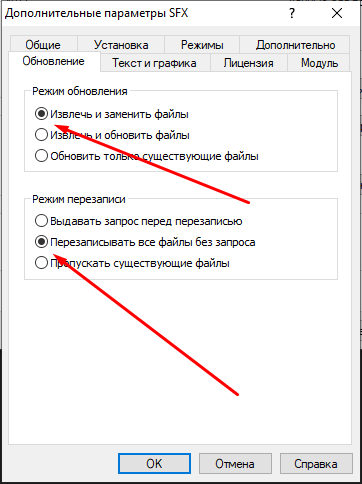 Дополнительные параметры SFX ? ×
Общие Установка Режимы Дополнительно
Обновление Текст и графика Лицензия Модуль
Режим обновления
Извлечь и заменить файлы
Извлечь и обновить файлы
Обновить только существующие файлы
Режим перезаписи
Выдавать запрос перед перезаписью
Перезаписывать все файлы без запроса
Пропускать существующие файлы
OK Отмена Справка